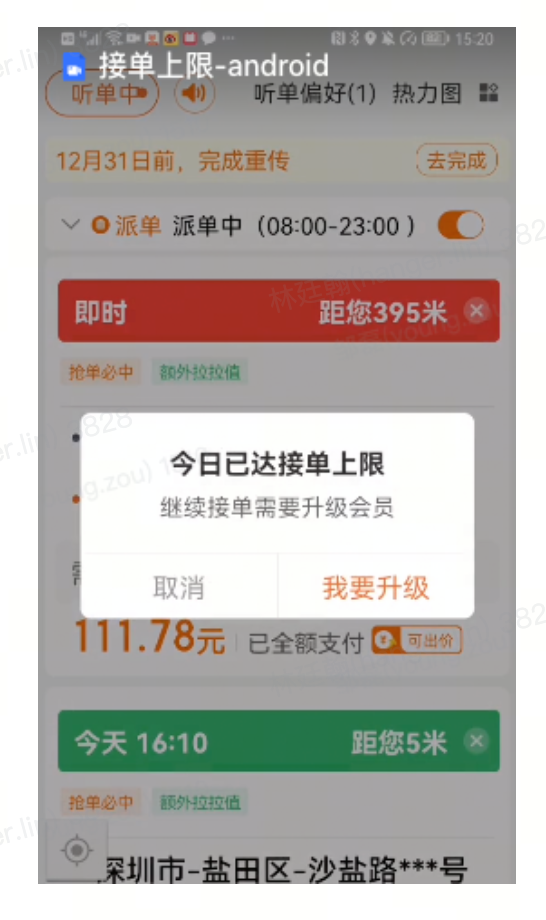 15:20
接单上限-android
听单中
听单偏好(1) 热力图
12月31日前，完成重传
去完成
派单 派单中（08:00-23:00 ）
即时
距您395米
抢单必中 额外拉拉值
今日已达接单上限
继续接单需要升级会员
取消
我要升级
111.78元 已全额支付 可出价
今天 16:10
距您5米
抢单必中 额外拉拉值
深圳市-盐田区-沙盐路***号